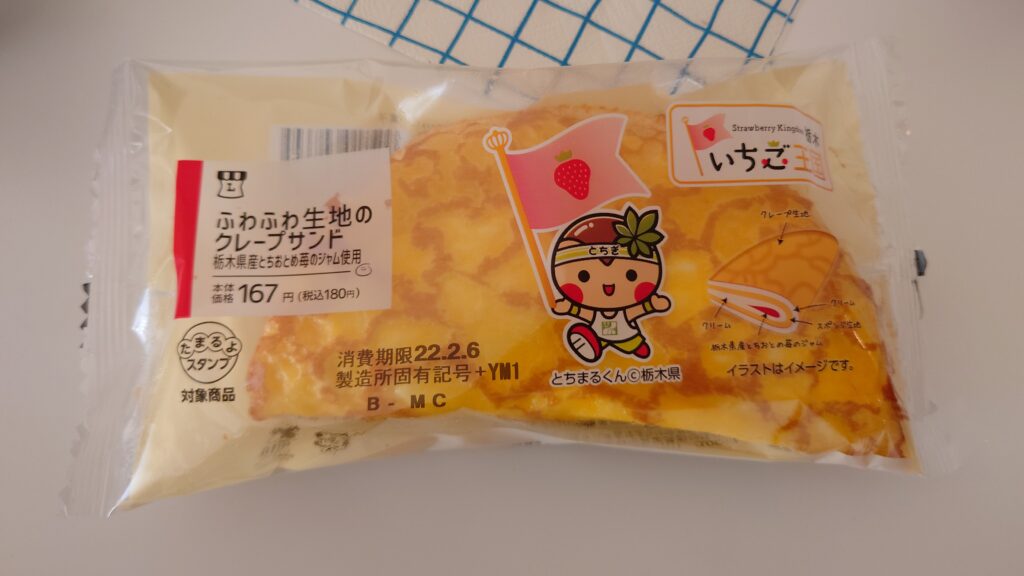 ふわふわ生地の
クレープサンド
栃木県産とちおとめ苺のジャム使用
本体価格 167円(税込180円)
たまるよ
スタンプ
対象商品
消費期限22.2.6
製造所固有記号+YM1
B - MC
とちぎ
とちまるくん©栃木県
Strawberry Kingdom 栃木
いちご王国
クレープ生地
クリーム
クリーム
スポンジ生地
栃木県産とちおとめ苺のジャム
イラストはイメージです。